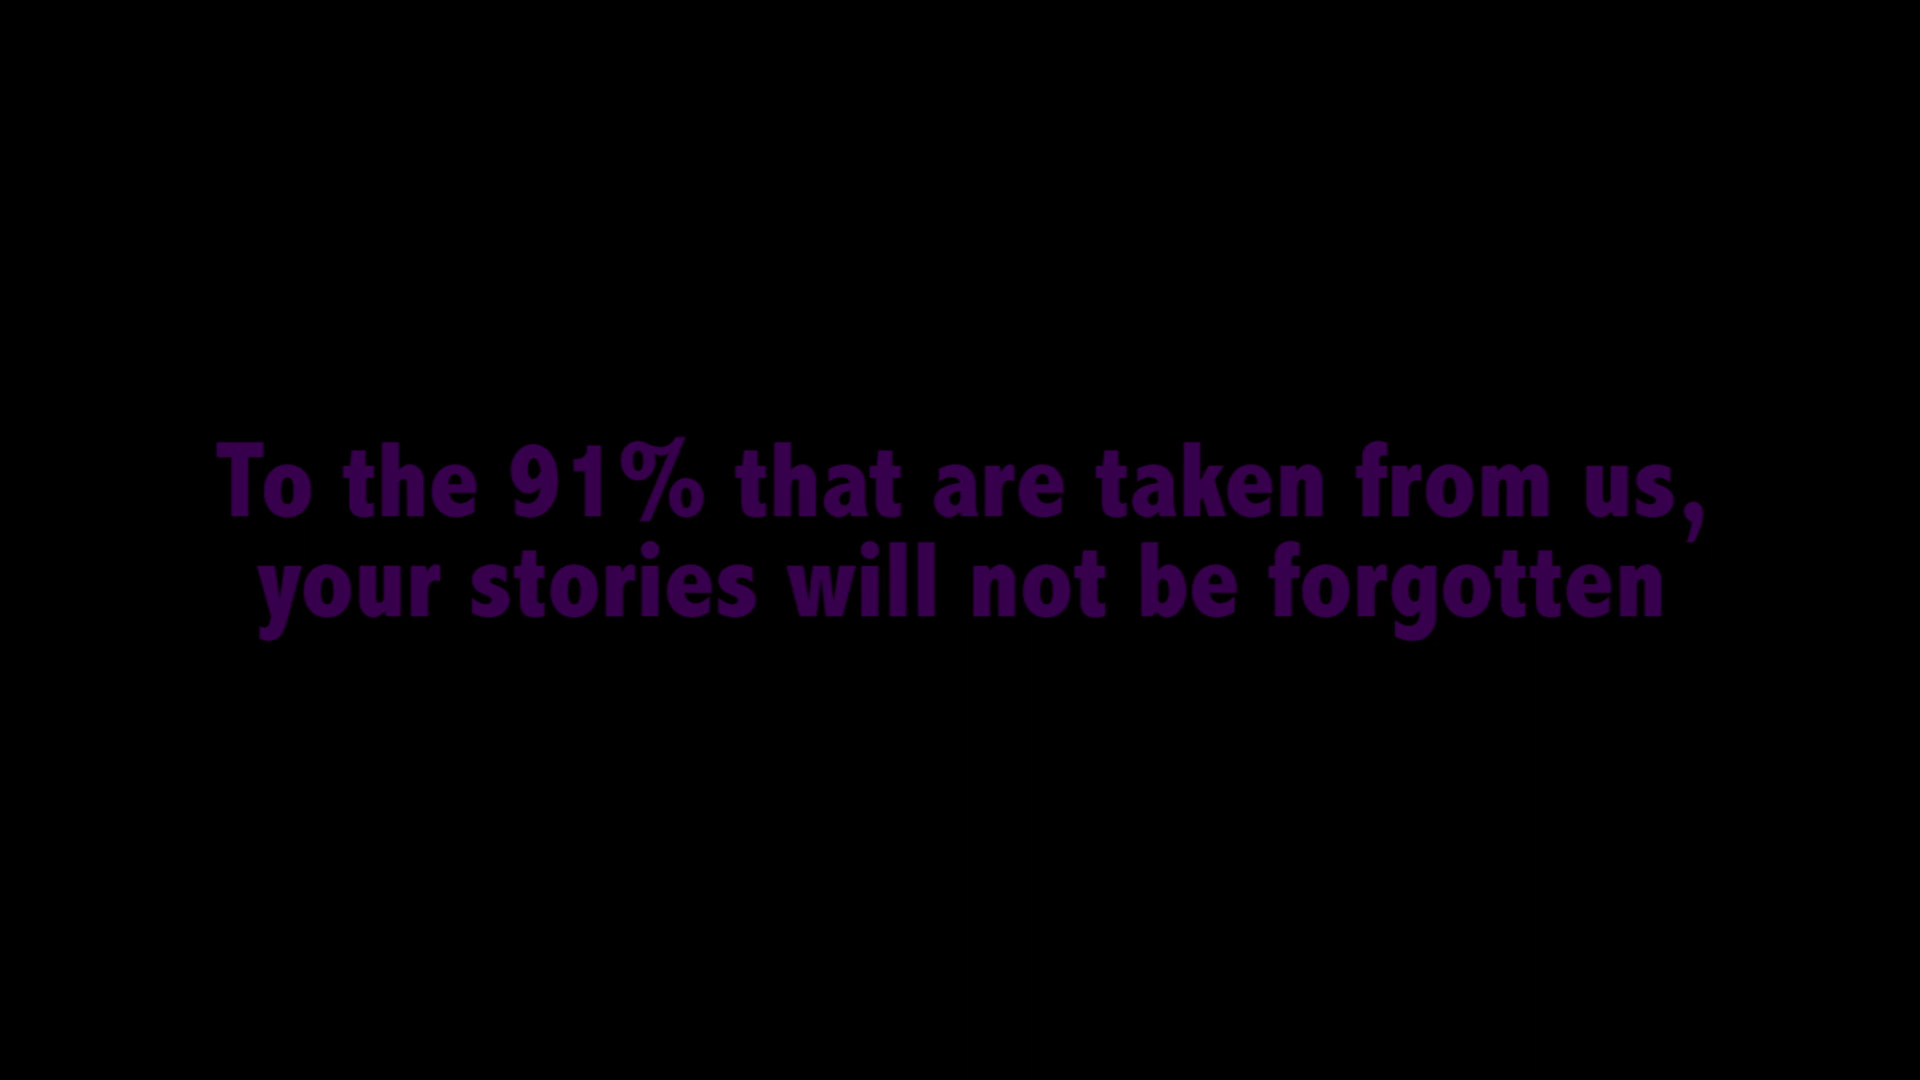 To the 91% that are taken from us,
your stories will not be forgotten